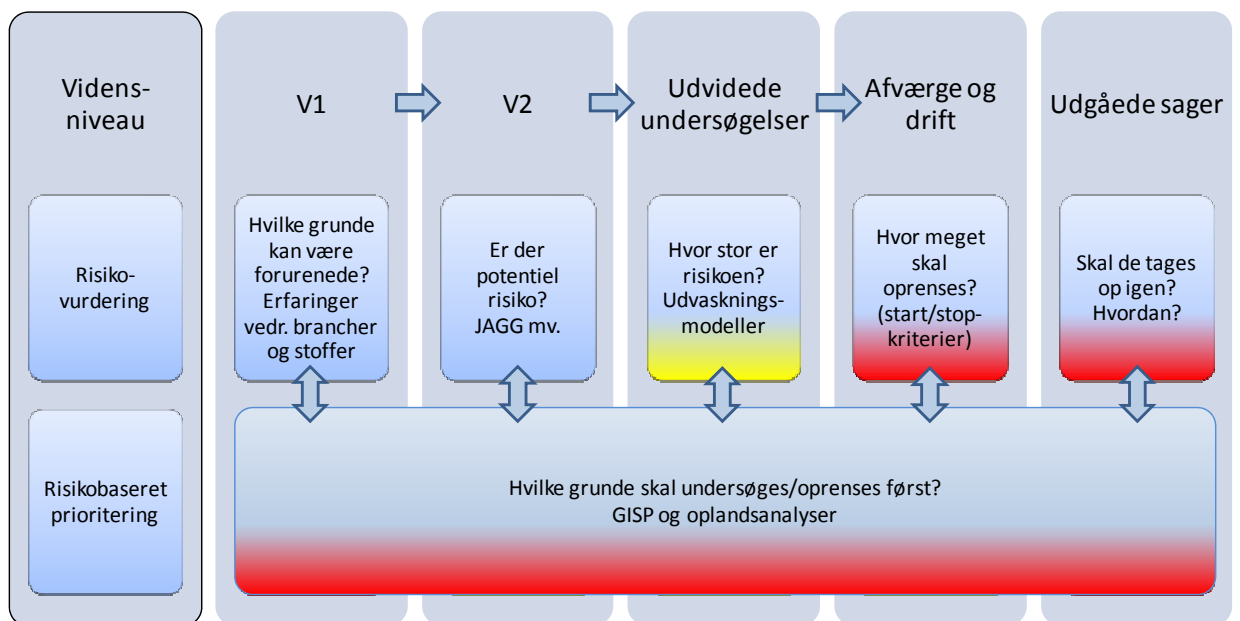 Videns-
niveau
V1
V2
Udvidede
undersøgelser
Afværge og
drift
Udgåede sager
Risiko-
vurdering
Hvilke grunde
kan være
forurenede?
Erfaringer
vedr. brancher
og stoffer
Er der
potentiel
risiko?
JAGG mv.
Hvor stor er
risikoen?
Udvasknings-
modeller
Hvor meget
skal
oprenses?
(start/stop-
kriterier)
Skal de tages
op igen?
Hvordan?
Risikobaseret
prioritering
Hvilke grunde skal undersøges/oprenses først?
GISP og oplandsanalyser